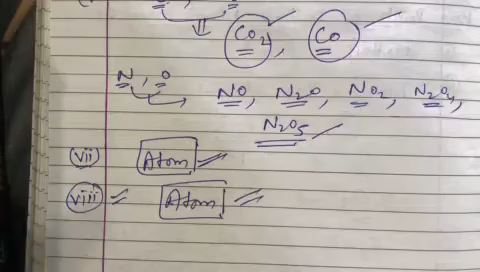 CO₂, CO
N, O
NO, N₂O, NO₂, N₂O₄,
N₂O₅
vii Atom
viii = Atom